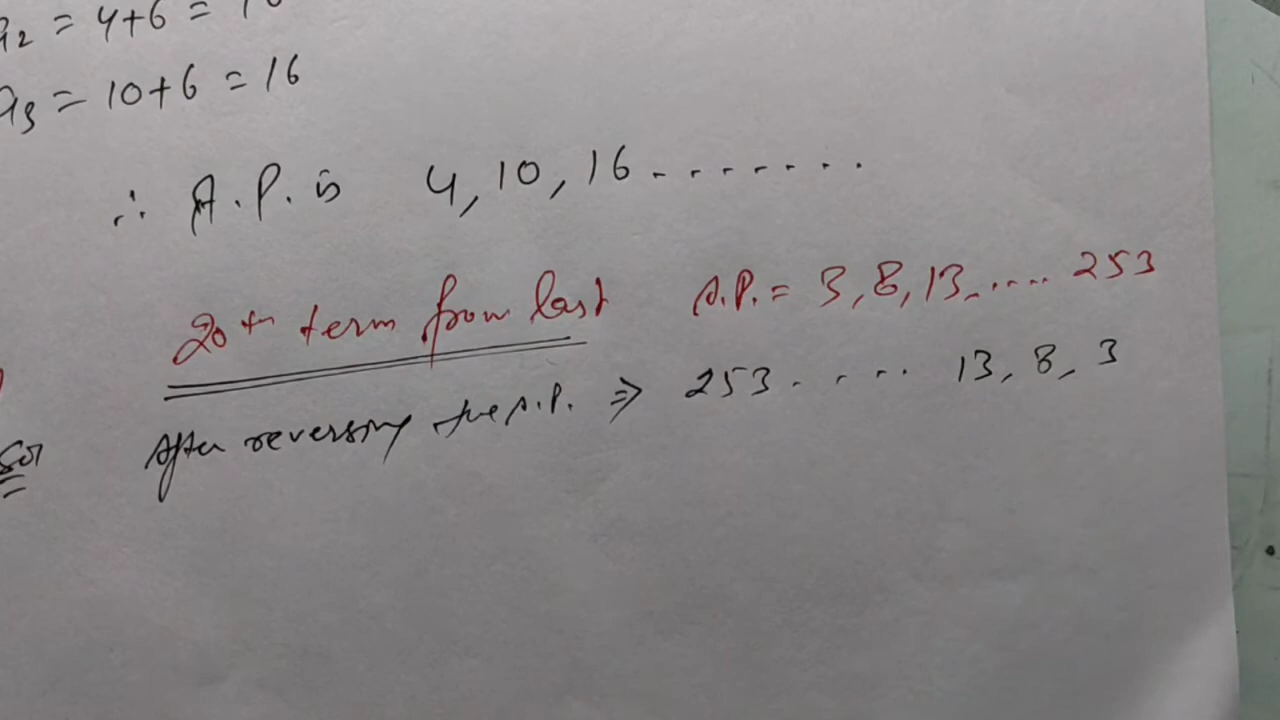 a2 = 4+6 = 10
a3 = 10+6 = 16
∴ A.P. is 4, 10, 16 .......
20th term from last A.P. = 3, 8, 13, ..... 253
Sol After reversing the A.P. ⇒ 253 ..... 13, 8, 3